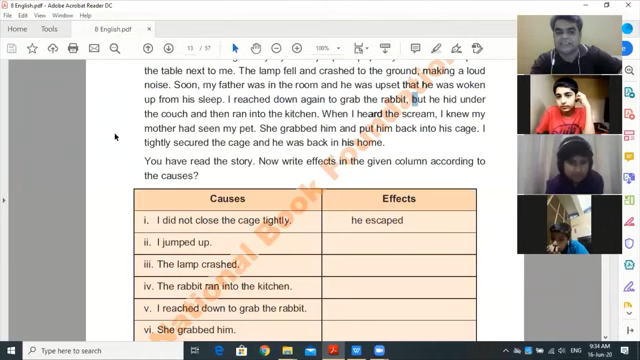 8 English.pdf - Adobe Acrobat Reader DC
File Edit View Window Help
Home Tools 8 English.pdf ×
13 / 57 100%
the table next to me. The lamp fell and crashed to the ground, making a loud
noise. Soon, my father was in the room and he was upset that he was woken
up from his sleep. I reached down again to grab the rabbit, but he hid under
the couch and then ran into the kitchen. When I heard the scream, I knew my
mother had seen my pet. She grabbed him and put him back into his cage. I
tightly secured the cage and he was back in his home.
You have read the story. Now write effects in the given column according to
the causes?
Causes Effects
i. I did not close the cage tightly. he escaped
ii. I jumped up.
iii. The lamp crashed.
iv. The rabbit ran into the kitchen.
v. I reached down to grab the rabbit.
vi. She grabbed him.
National Book Foundation
9:34 AM
16-Jun-20